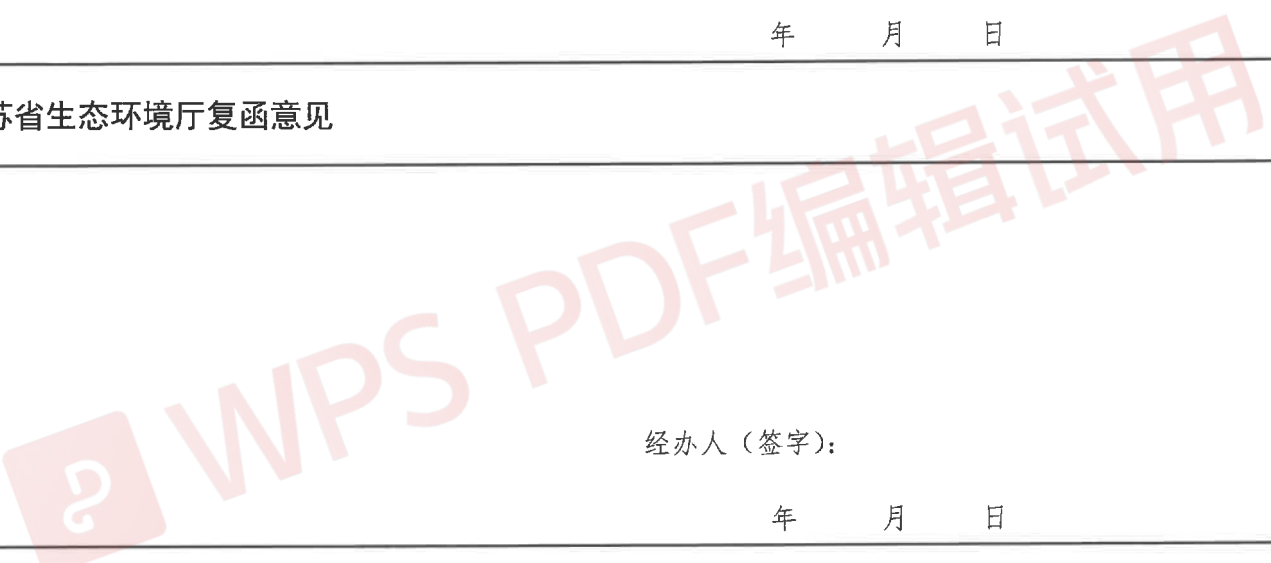 年 月 日
苏省生态环境厅复函意见
WPS PDF编辑试用
经办人（签字）：
年 月 日